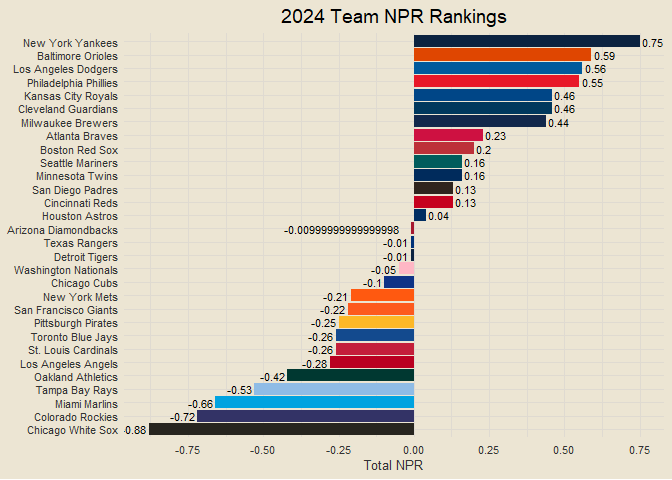 2024 Team NPR Rankings
New York Yankees 0.75
Baltimore Orioles 0.59
Los Angeles Dodgers 0.56
Philadelphia Phillies 0.55
Kansas City Royals 0.46
Cleveland Guardians 0.46
Milwaukee Brewers 0.44
Atlanta Braves 0.23
Boston Red Sox 0.2
Seattle Mariners 0.16
Minnesota Twins 0.16
San Diego Padres 0.13
Cincinnati Reds 0.13
Houston Astros 0.04
Arizona Diamondbacks -0.00999999999999998
Texas Rangers -0.01
Detroit Tigers -0.01
Washington Nationals -0.05
Chicago Cubs -0.1
New York Mets -0.21
San Francisco Giants -0.22
Pittsburgh Pirates -0.25
Toronto Blue Jays -0.26
St. Louis Cardinals -0.26
Los Angeles Angels -0.28
Oakland Athletics -0.42
Tampa Bay Rays -0.53
Miami Marlins -0.66
Colorado Rockies -0.72
Chicago White Sox -0.88
-0.75 -0.50 -0.25 0.00 0.25 0.50 0.75
Total NPR